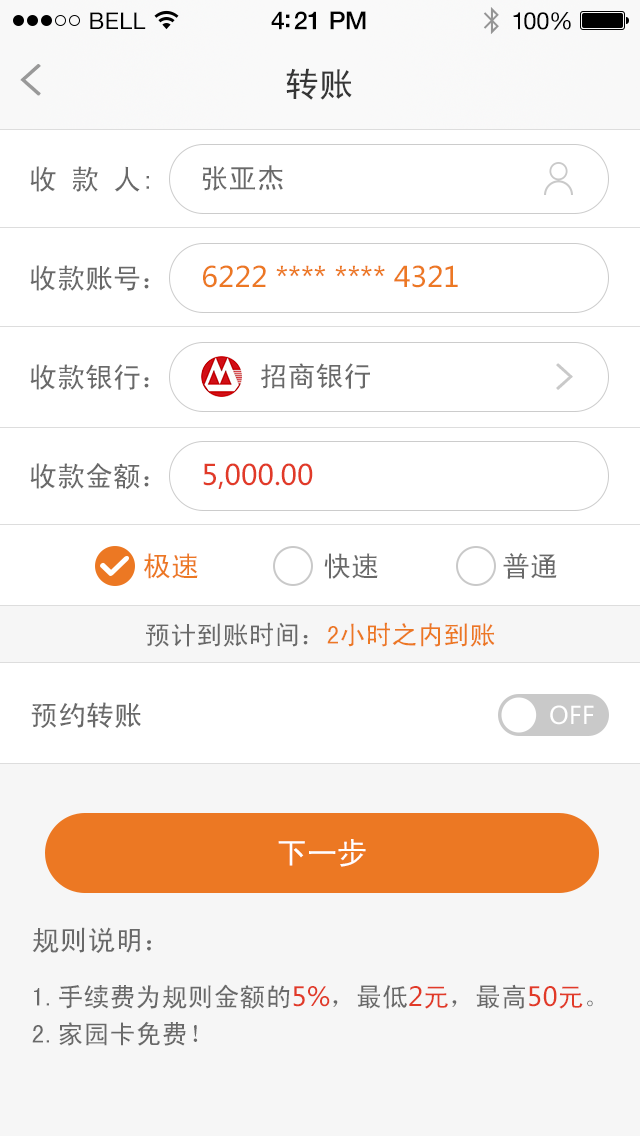 BELL 4:21 PM 100%
转账
收 款 人: 张亚杰
收款账号: 6222 **** **** 4321
收款银行: 招商银行
收款金额: 5,000.00
极速 快速 普通
预计到账时间: 2小时之内到账
预约转账 OFF
下一步
规则说明:
1. 手续费为规则金额的5%, 最低2元, 最高50元。
2. 家园卡免费!